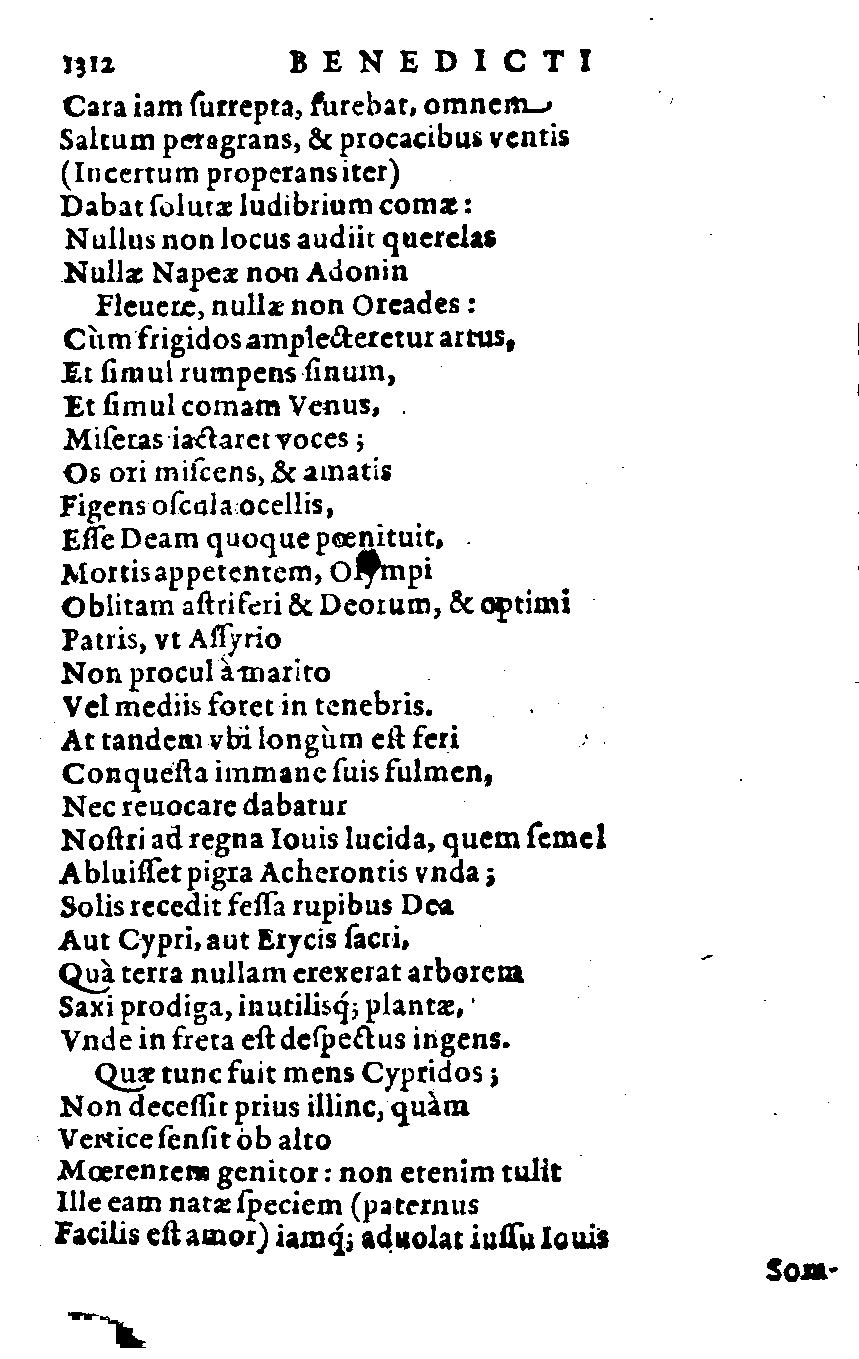 1312 BENEDICTI
Cara iam ſurrepta, furebat, omnem
Saltum peragrans, & procacibus ventis
(Incertum properans iter)
Dabat ſolutæ ludibrium comæ:
Nullus non locus audiit querelas
Nullæ Napeæ non Adonin
Fleuere, nullæ non Oreades:
Cùm frigidos amplecteretur artus,
Et ſimul rumpens ſinum,
Et ſimul comam Venus,
Miſeras iactaret voces;
Os ori miſcens, & amatis
Figens oſcula ocellis,
Eſſe Deam quoque pœnituit,
Mortis appetentem, Olympi
Oblitam aſtriferi & Deorum, & optimi
Patris, vt Aſſyrio
Non procul à marito
Vel mediis foret in tenebris.
At tandem vbi longùm eſt feri
Conqueſta immane ſuis fulmen,
Nec reuocare dabatur
Noſtri ad regna Iouis lucida, quem ſemel
Abluiſſet pigra Acherontis vnda;
Solis recedit feſſa rupibus Dea
Aut Cypri, aut Erycis ſacri,
Quà terra nullam erexerat arborem
Saxi prodiga, inutilisq́; plantæ,
Vnde in freta eſt deſpectus ingens.
Quæ tunc fuit mens Cypridos;
Non deceſſit prius illinc, quàm
Vertice ſenſit ob alto
Mœrentem genitor: non etenim tulit
Ille eam natæ ſpeciem (paternus
Facilis eſt amor) iamq́; aduolat iuſſu Iouis
Som-